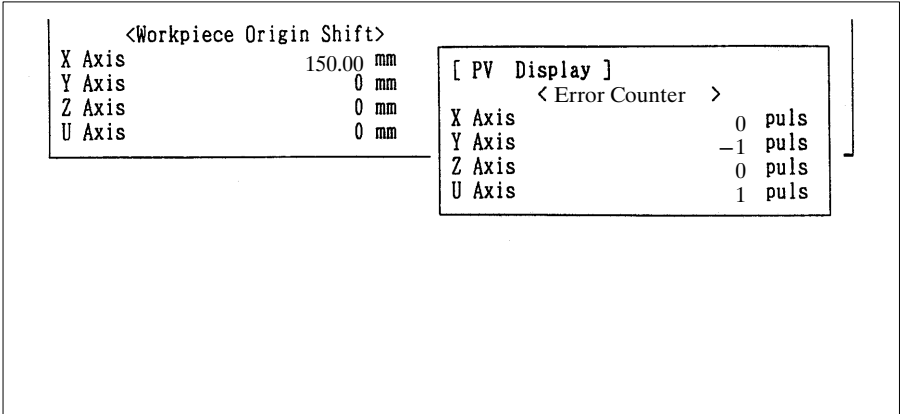 <Workpiece Origin Shift>
X Axis 150.00 mm
Y Axis 0 mm
Z Axis 0 mm
U Axis 0 mm
[ PV Display ]
< Error Counter >
X Axis 0 puls
Y Axis –1 puls
Z Axis 0 puls
U Axis 1 puls